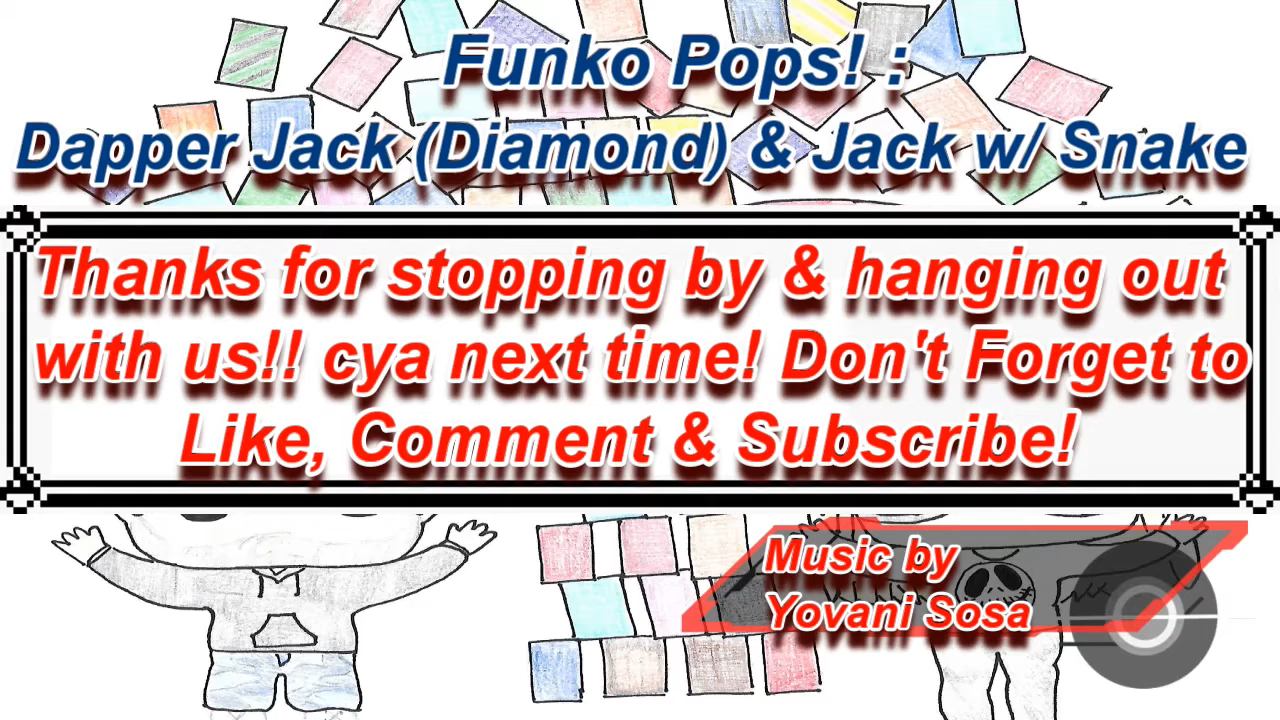 Funko Pops! :
Dapper Jack (Diamond) & Jack w/ Snake
Thanks for stopping by & hanging out
with us!! cya next time! Don't Forget to
Like, Comment & Subscribe!
Music by
Yovani Sosa